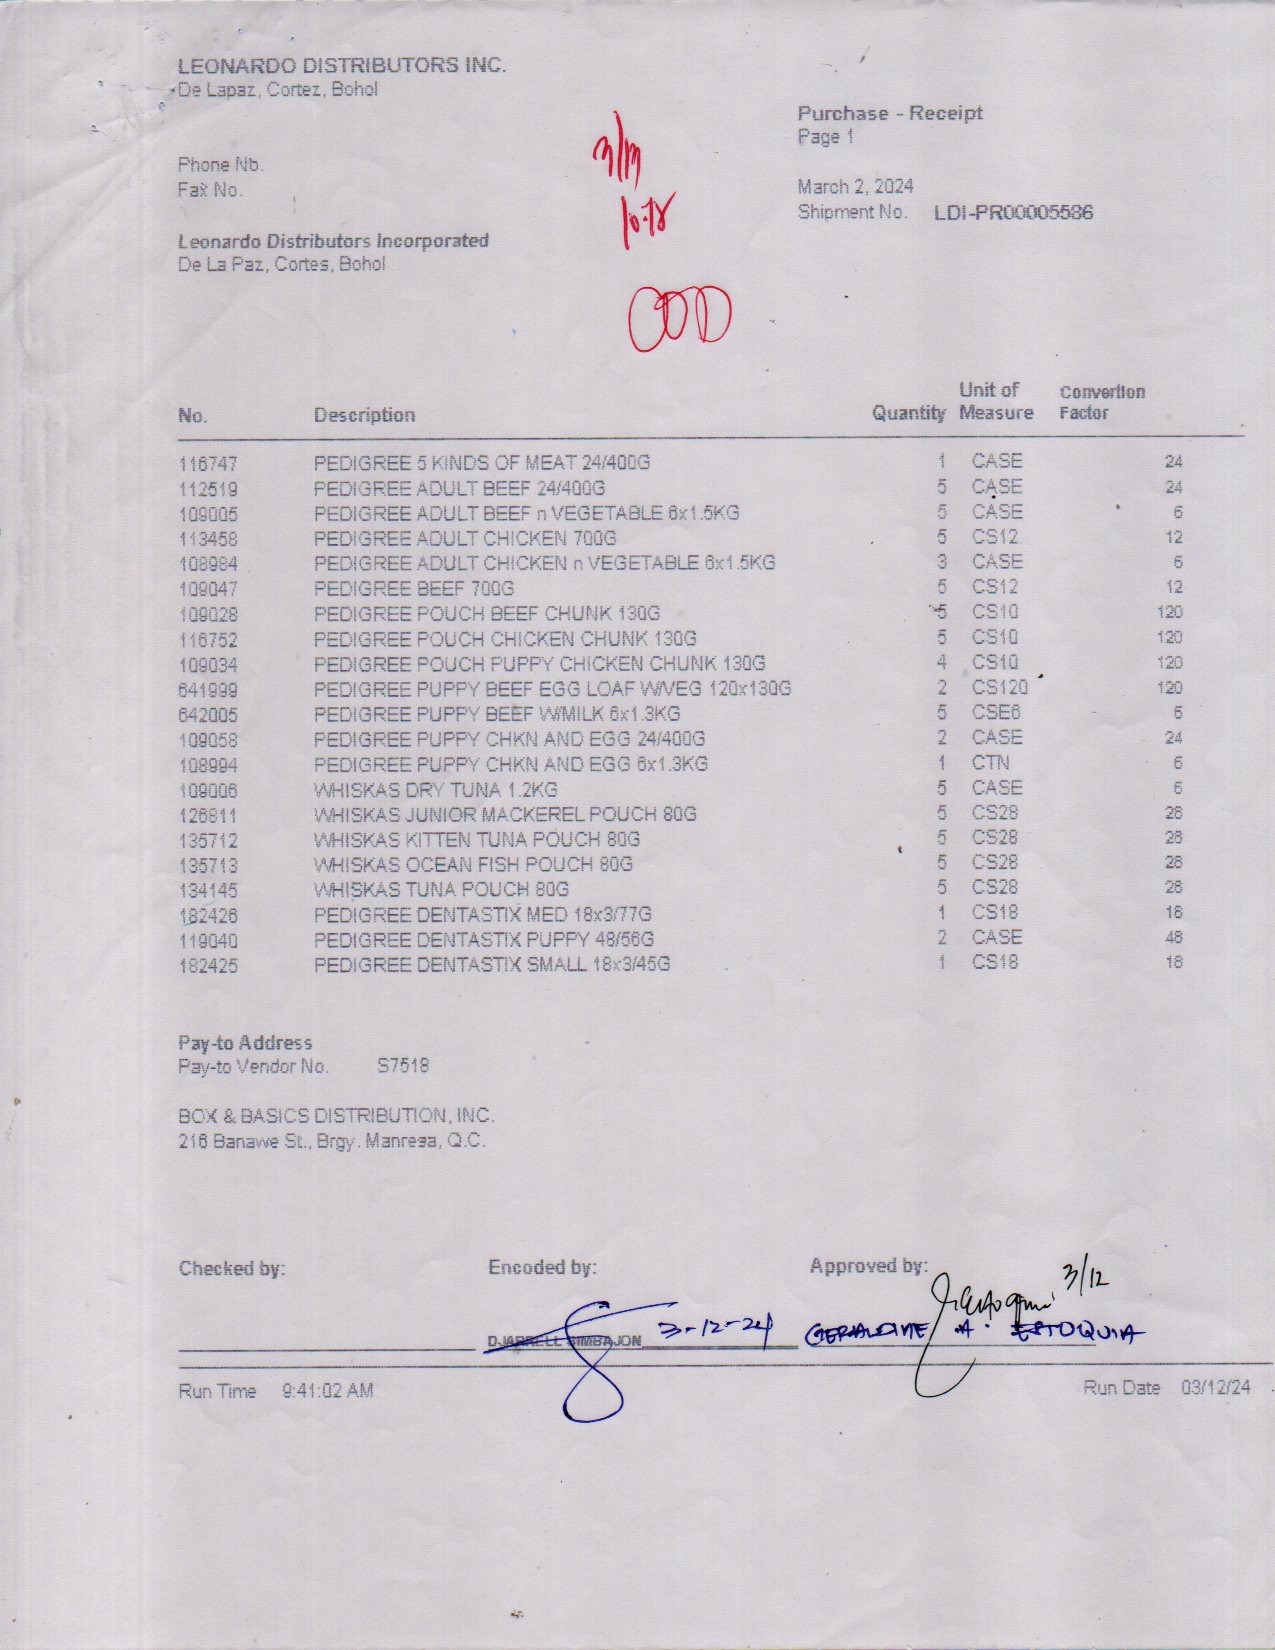 LEONARDO DISTRIBUTORS INC.
De Lapaz, Cortez, Bohol
Purchase - Receipt
Page 1
3/13
Phone No.
Fax No.
March 2, 2024
Shipment No. LDI-PR00005586
Leonardo Distributors Incorporated
De La Paz, Cortes, Bohol
COD
No. Description Quantity Unit of Measure Convertion Factor
116747 PEDIGREE 5 KINDS OF MEAT 24/400G 1 CASE 24
112519 PEDIGREE ADULT BEEF 24/400G 5 CASE 24
109005 PEDIGREE ADULT BEEF n VEGETABLE 6x1.5KG 5 CASE 6
113458 PEDIGREE ADULT CHICKEN 700G 5 CS12 12
108984 PEDIGREE ADULT CHICKEN n VEGETABLE 6x1.5KG 3 CASE 6
109047 PEDIGREE BEEF 700G 5 CS12 12
109028 PEDIGREE POUCH BEEF CHUNK 130G 5 CS10 120
116752 PEDIGREE POUCH CHICKEN CHUNK 130G 5 CS10 120
109034 PEDIGREE POUCH PUPPY CHICKEN CHUNK 130G 4 CS10 120
641999 PEDIGREE PUPPY BEEF EGG LOAF W/VEG 120x130G 2 CS120 120
642005 PEDIGREE PUPPY BEEF W/MILK 6x1.3KG 5 CSE6 6
109058 PEDIGREE PUPPY CHKN AND EGG 24/400G 2 CASE 24
108994 PEDIGREE PUPPY CHKN AND EGG 6x1.3KG 1 CTN 6
109006 WHISKAS DRY TUNA 1.2KG 5 CASE 6
126811 WHISKAS JUNIOR MACKEREL POUCH 80G 5 CS28 28
135712 WHISKAS KITTEN TUNA POUCH 80G 5 CS28 28
135713 WHISKAS OCEAN FISH POUCH 80G 5 CS28 28
134145 WHISKAS TUNA POUCH 80G 5 CS28 28
182426 PEDIGREE DENTASTIX MED 18x3/77G 1 CS18 18
119040 PEDIGREE DENTASTIX PUPPY 48/56G 2 CASE 48
182425 PEDIGREE DENTASTIX SMALL 18x3/45G 1 CS18 18
Pay-to Address
Pay-to Vendor No. S7518
BOX & BASICS DISTRIBUTION, INC.
216 Banawe St., Brgy. Manresa, Q.C.
Checked by: Encoded by: Approved by: 3/12
DJARRELL SIMBAJON 3-12-24 GERALDINE A. ESTOQUIA
Run Time 9:41:02 AM Run Date 03/12/24